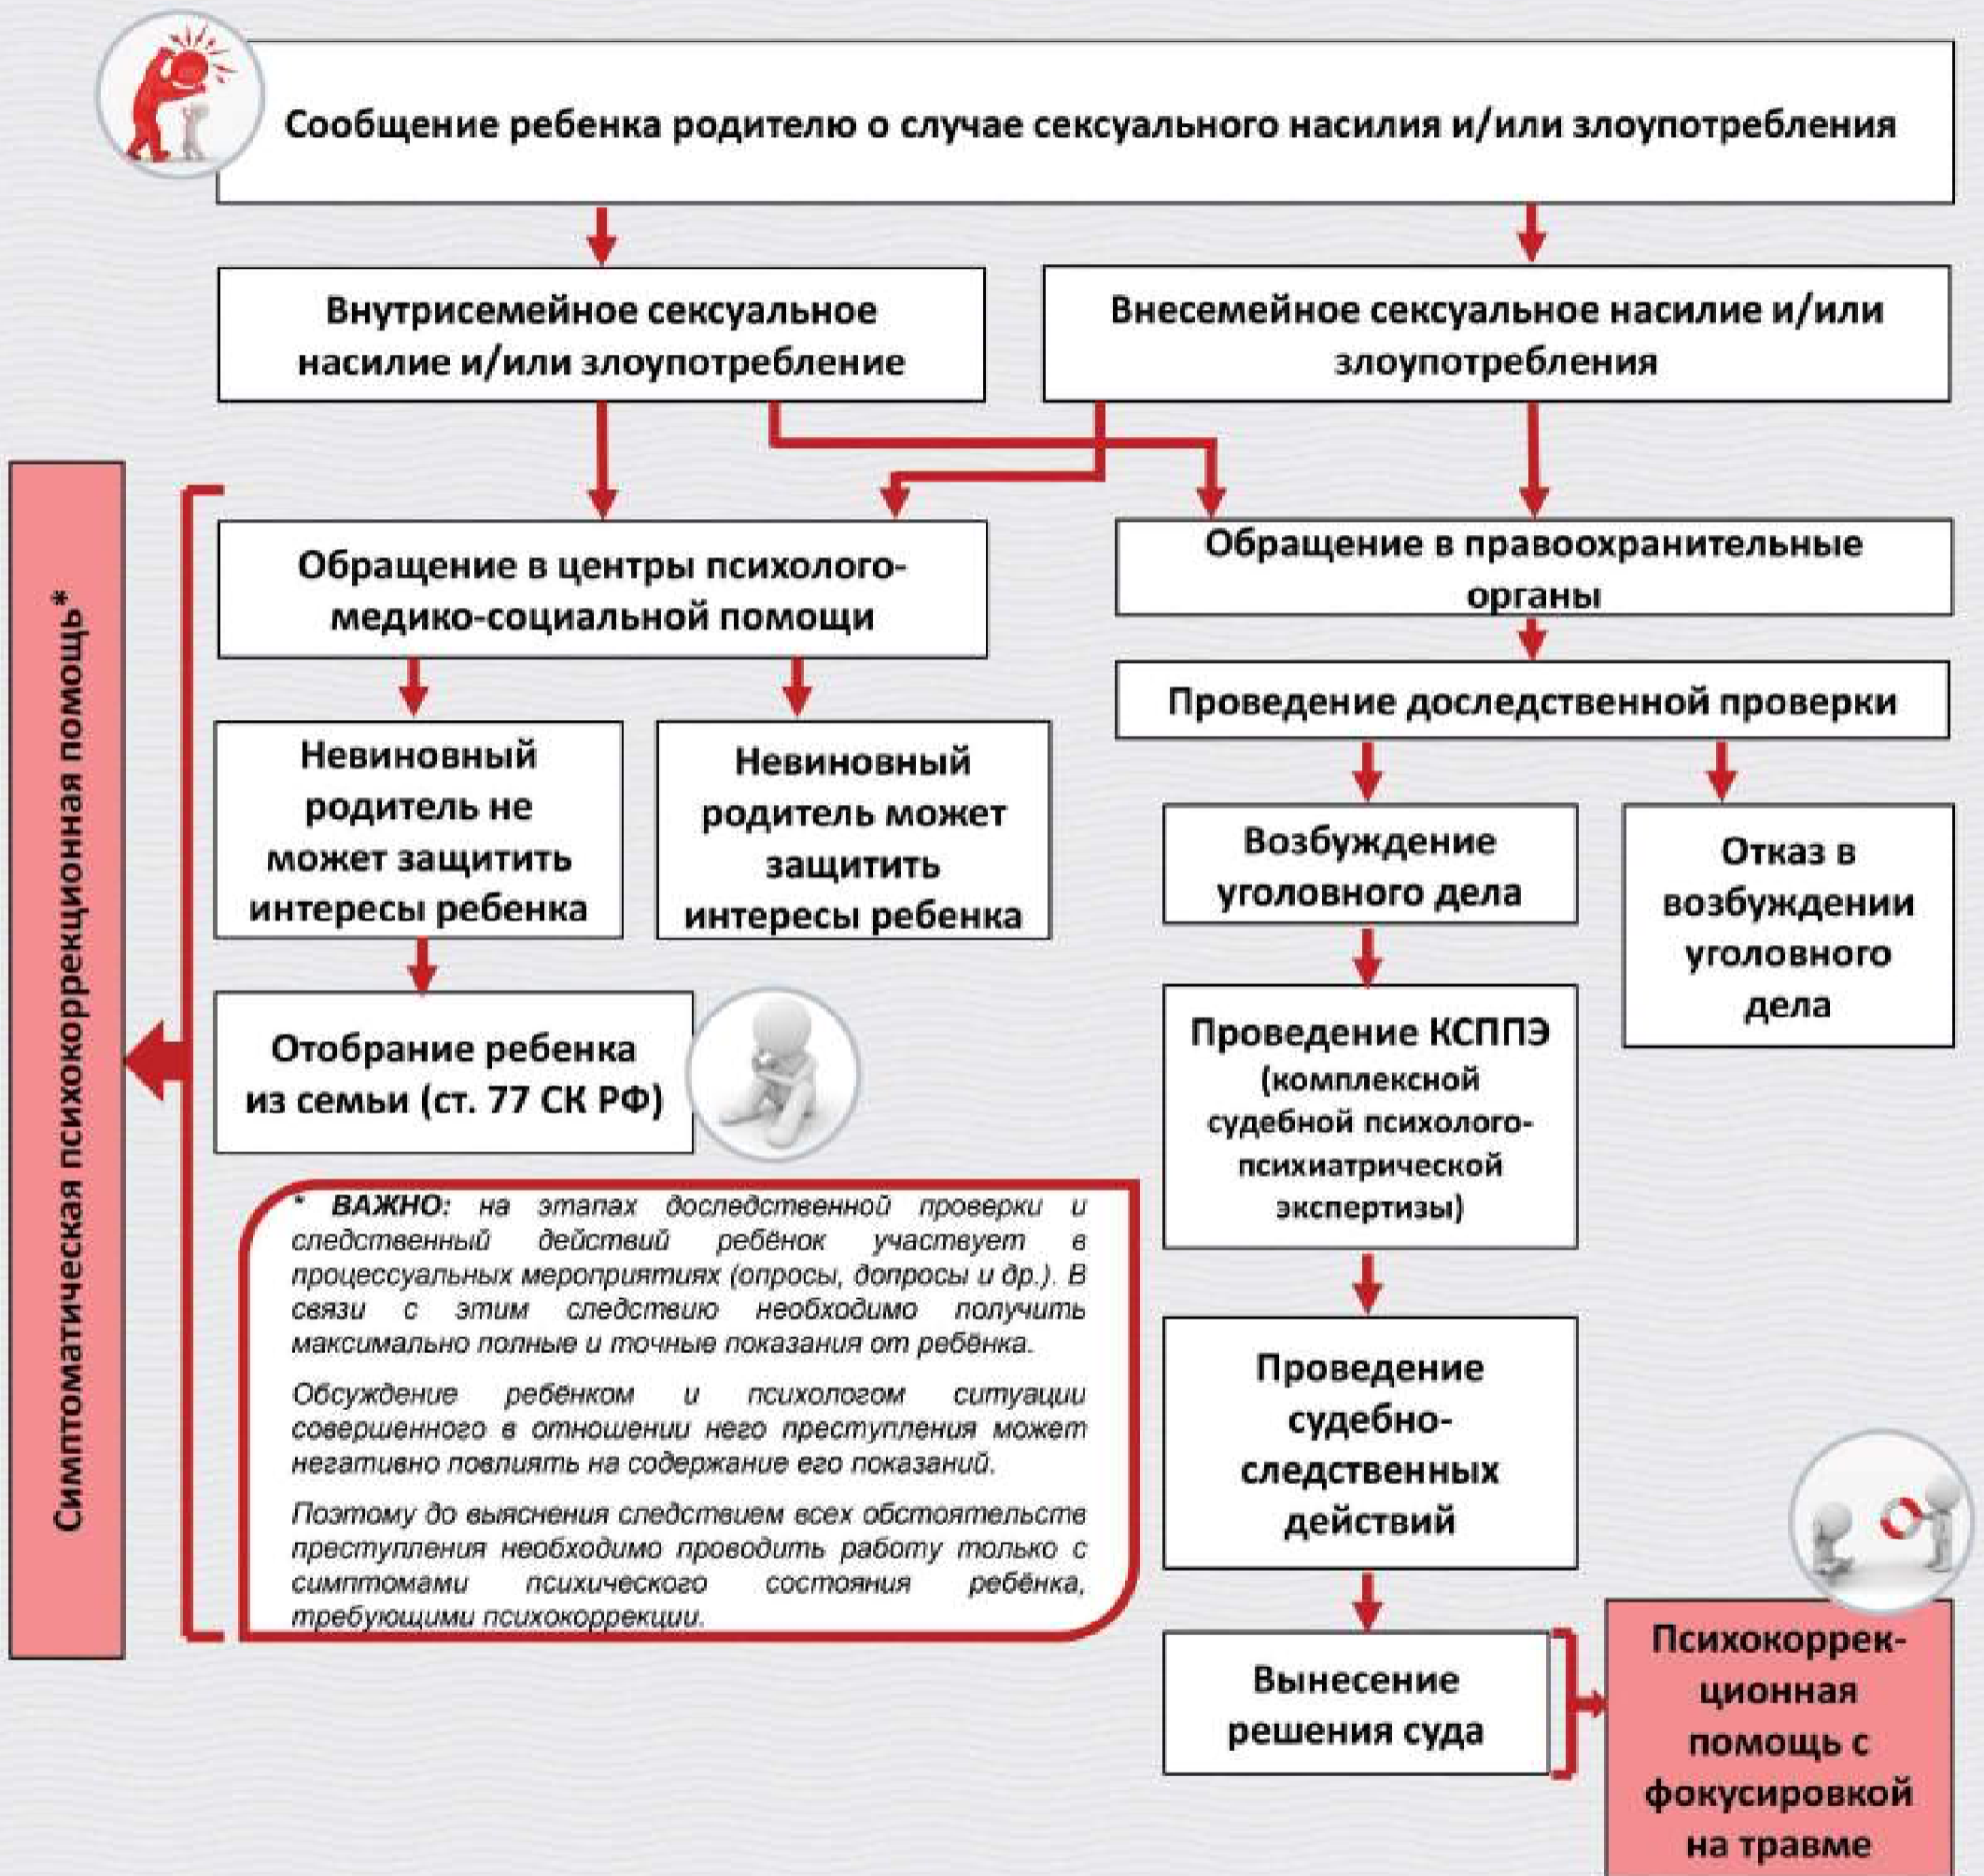 Сообщение ребенка родителю о случае сексуального насилия и/или злоупотребления
Внутрисемейное сексуальное
насилие и/или злоупотребление
Внесемейное сексуальное насилие и/или
злоупотребления
Симптоматическая психокоррекционная помощь*
Обращение в центры психолого-
медико-социальной помощи
Обращение в правоохранительные
органы
Проведение доследственной проверки
Невиновный
родитель не
может защитить
интересы ребенка
Невиновный
родитель может
защитить
интересы ребенка
Возбуждение
уголовного дела
Отказ в
возбуждении
уголовного
дела
Отобрание ребенка
из семьи (ст. 77 СК РФ)
Проведение КСППЭ
(комплексной
судебной психолого-
психиатрической
экспертизы)
* ВАЖНО: на этапах доследственной проверки и
следственный действий ребёнок участвует в
процессуальных мероприятиях (опросы, допросы и др.). В
связи с этим следствию необходимо получить
максимально полные и точные показания от ребёнка.
Обсуждение ребёнком и психологом ситуации
совершенного в отношении него преступления может
негативно повлиять на содержание его показаний.
Поэтому до выяснения следствием всех обстоятельств
преступления необходимо проводить работу только с
симптомами психического состояния ребёнка,
требующими психокоррекции.
Проведение
судебно-
следственных
действий
Вынесение
решения суда
Психокоррек-
ционная
помощь с
фокусировкой
на травме